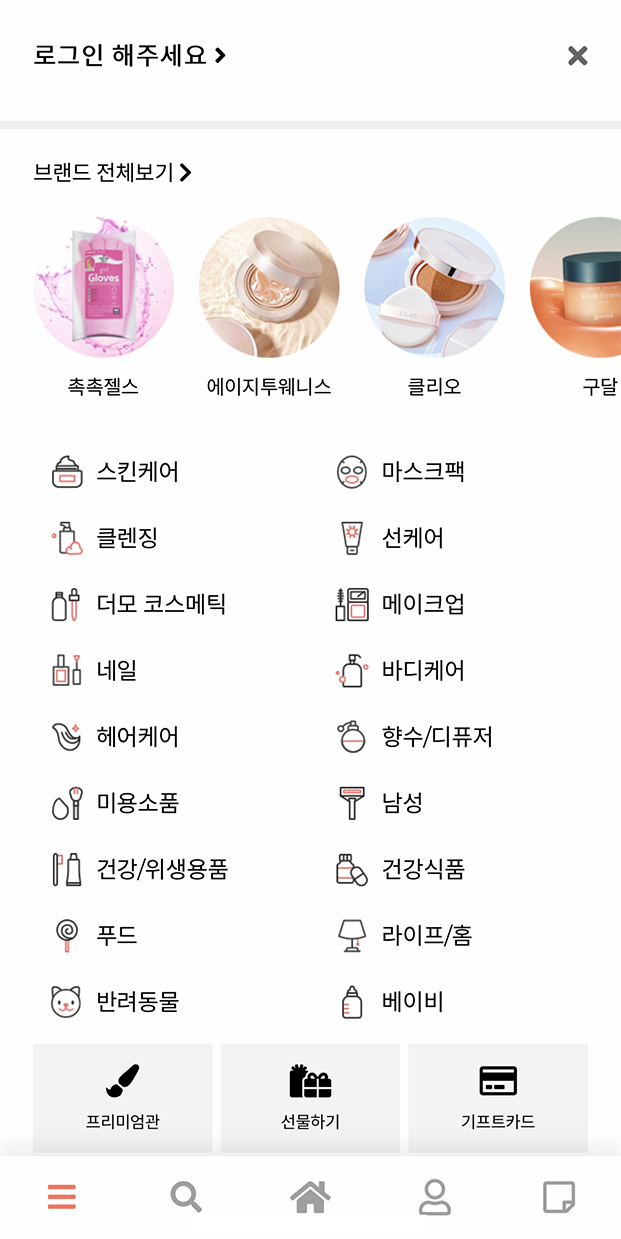 로그인 해주세요
브랜드 전체보기
gel
Gloves
CLIO
Youth Firming
goodal
촉촉젤스
에이지투웨니스
클리오
구달
스킨케어
마스크팩
클렌징
선케어
더모 코스메틱
메이크업
네일
바디케어
헤어케어
향수/디퓨저
미용소품
남성
건강/위생용품
건강식품
푸드
라이프/홈
반려동물
베이비
프리미엄관
선물하기
기프트카드